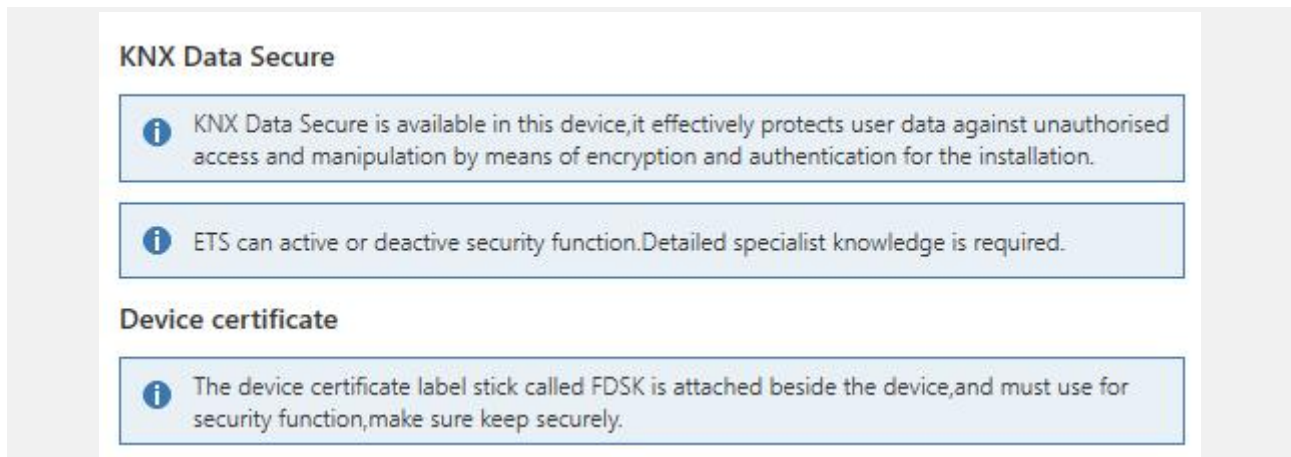 KNX Data Secure
KNX Data Secure is available in this device,it effectively protects user data against unauthorised
access and manipulation by means of encryption and authentication for the installation.
ETS can active or deactive security function.Detailed specialist knowledge is required.
Device certificate
The device certificate label stick called FDSK is attached beside the device,and must use for
security function,make sure keep securely.